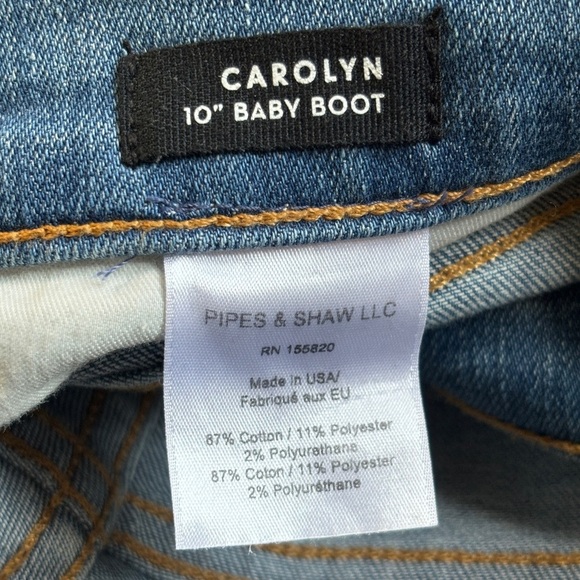 CAROLYN
10" BABY BOOT
PIPES & SHAW LLC
RN 155820
Made in USA/
Fabriqué aux EU
87% Cotton / 11% Polyester
2% Polyurethane
87% Cotton / 11% Polyester
2% Polyuréthane